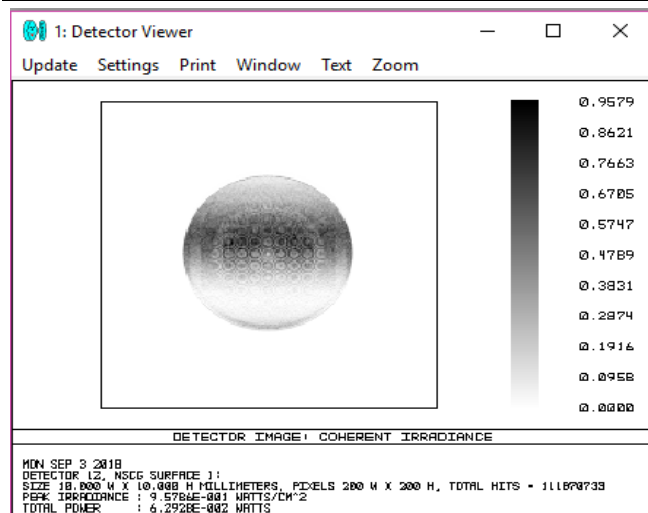 1: Detector Viewer
Update Settings Print Window Text Zoom
0.9579
0.8621
0.7663
0.6705
0.5747
0.4789
0.3831
0.2874
0.1916
0.0958
0.0000
DETECTOR IMAGE: COHERENT IRRADIANCE
MON SEP 3 2018
DETECTOR 12, NSCG SURFACE 1:
SIZE 10.000 W X 10.000 H MILLIMETERS, PIXELS 200 W X 200 H, TOTAL HITS = 111870733
PEAK IRRADIANCE : 9.5786E-001 WATTS/CM^2
TOTAL POWER : 6.2928E-002 WATTS